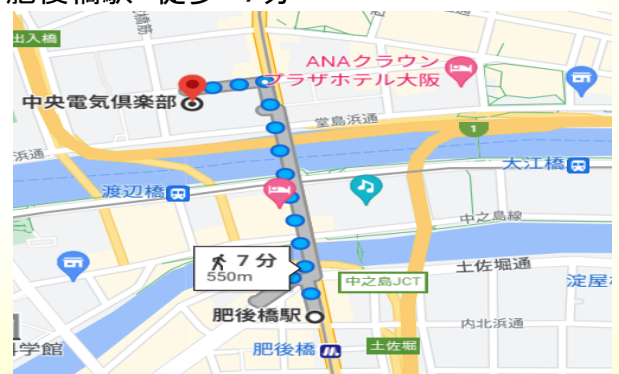 肥後橋駅 徒歩 7分
出入橋
ANAクラウン
プラザホテル大阪
中央電気倶楽部
堂島浜通
1
浜通
大江橋
渡辺橋
中之島線
7 分
550m
土佐堀通
中之島JCT
淀屋
肥後橋駅
内北浜通
学館
肥後橋
土佐堀